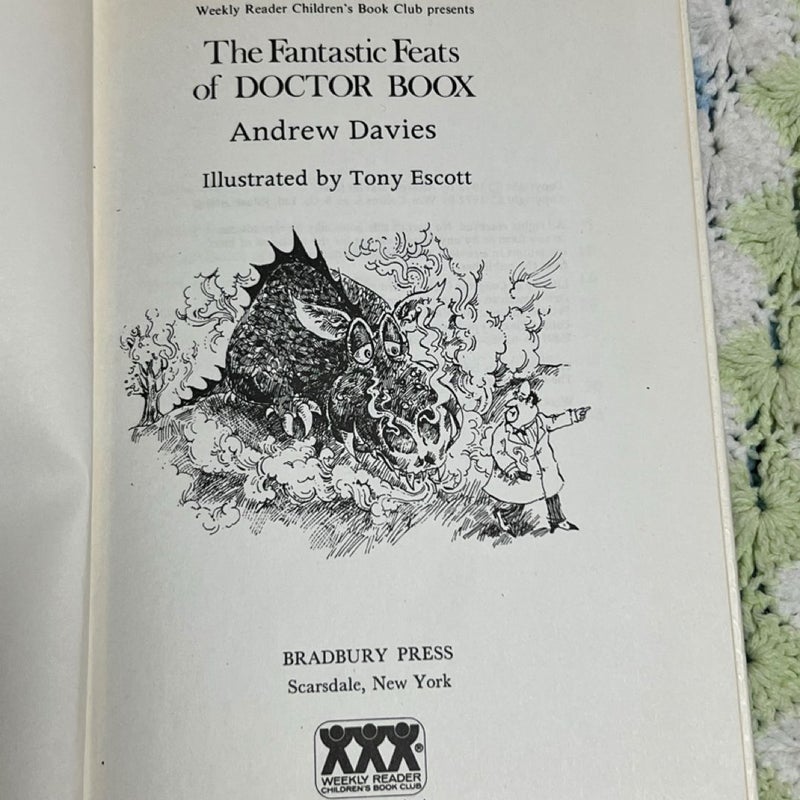 Weekly Reader Children's Book Club presents
The Fantastic Feats
of DOCTOR BOOX
Andrew Davies
Illustrated by Tony Escott
BRADBURY PRESS
Scarsdale, New York
XXX®
WEEKLY READER
CHILDREN'S BOOK CLUB